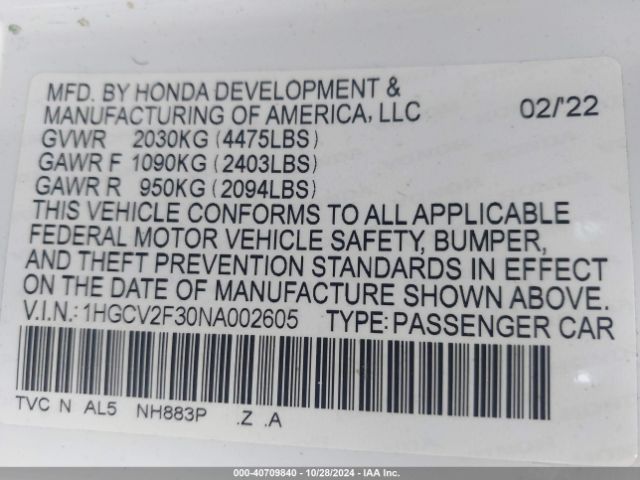 MFD. BY HONDA DEVELOPMENT &
MANUFACTURING OF AMERICA, LLC 02/'22
GVWR 2030KG (4475LBS)
GAWR F 1090KG (2403LBS)
GAWR R 950KG (2094LBS)
THIS VEHICLE CONFORMS TO ALL APPLICABLE
FEDERAL MOTOR VEHICLE SAFETY, BUMPER,
AND THEFT PREVENTION STANDARDS IN EFFECT
ON THE DATE OF MANUFACTURE SHOWN ABOVE.
V.I.N.: 1HGCV2F30NA002605 TYPE: PASSENGER CAR
TVC N AL5 NH883P .Z .A
000-40709840 | 10/28/2024 | IAA Inc.